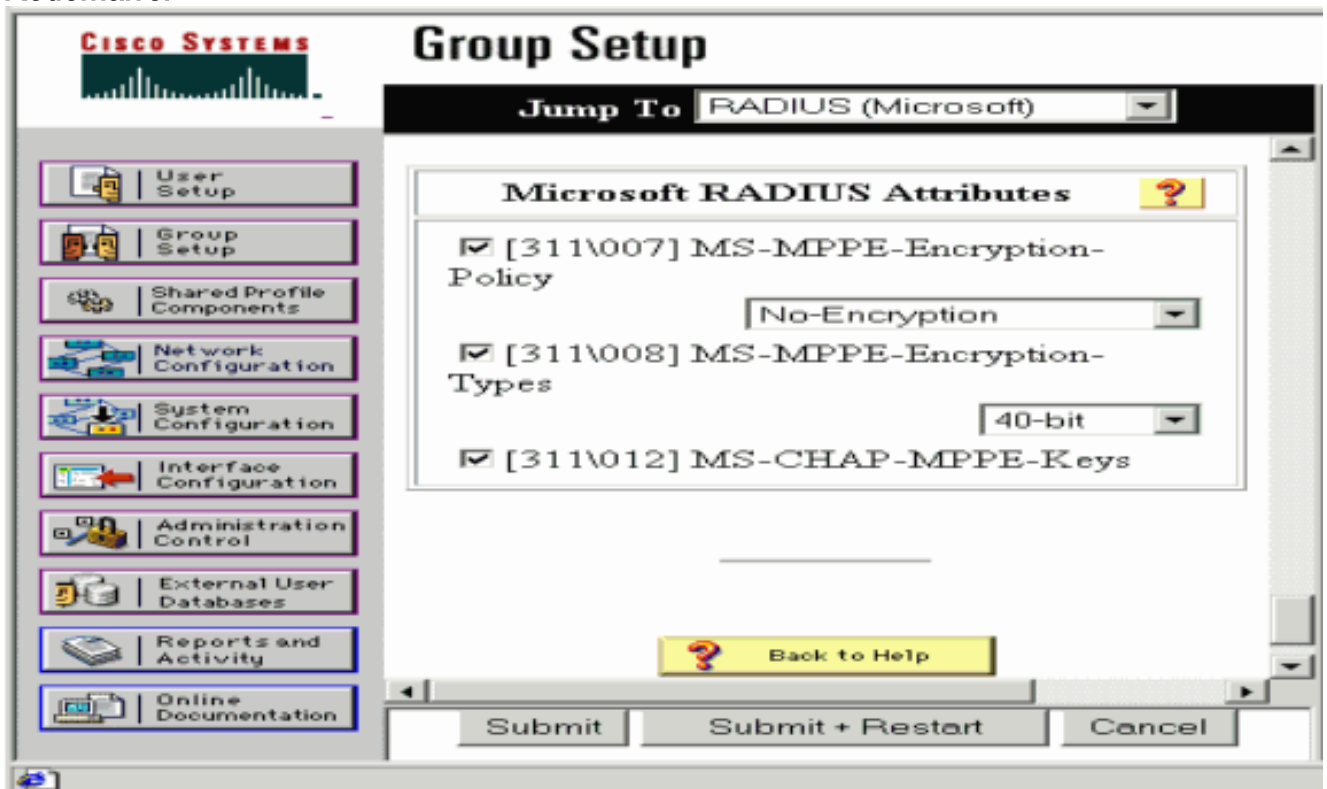 CISCO SYSTEMS
Group Setup
Jump To RADIUS (Microsoft)
User
Setup
Group
Setup
Shared Profile
Components
Network
Configuration
System
Configuration
Interface
Configuration
Administration
Control
External User
Databases
Reports and
Activity
Online
Documentation
Microsoft RADIUS Attributes
[311\007] MS-MPPE-Encryption-
Policy
No-Encryption
[311\008] MS-MPPE-Encryption-
Types
40-bit
[311\012] MS-CHAP-MPPE-Keys
Back to Help
Submit
Submit + Restart
Cancel